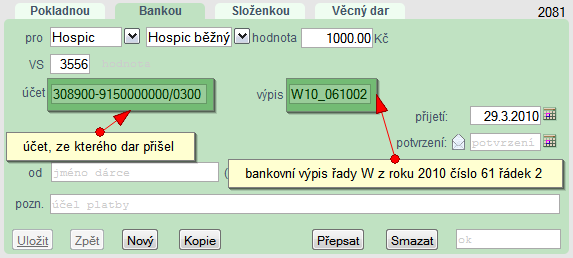 Pokladnou Bankou Složenkou Věcný dar 2081
pro Hospic Hospic běžný hodnota 1000.00 Kč
VS 3556 hodnota
účet 308900-9150000000/0300 výpis W10_061002
přijetí: 29.3.2010
účet, ze kterého dar přišel
potvrzení: potvrzení
bankovní výpis řady W z roku 2010 číslo 61 řádek 2
od jméno dárce (
pozn. účel platby
Uložit Zpět Nový Kopie Přepsat Smazat ok